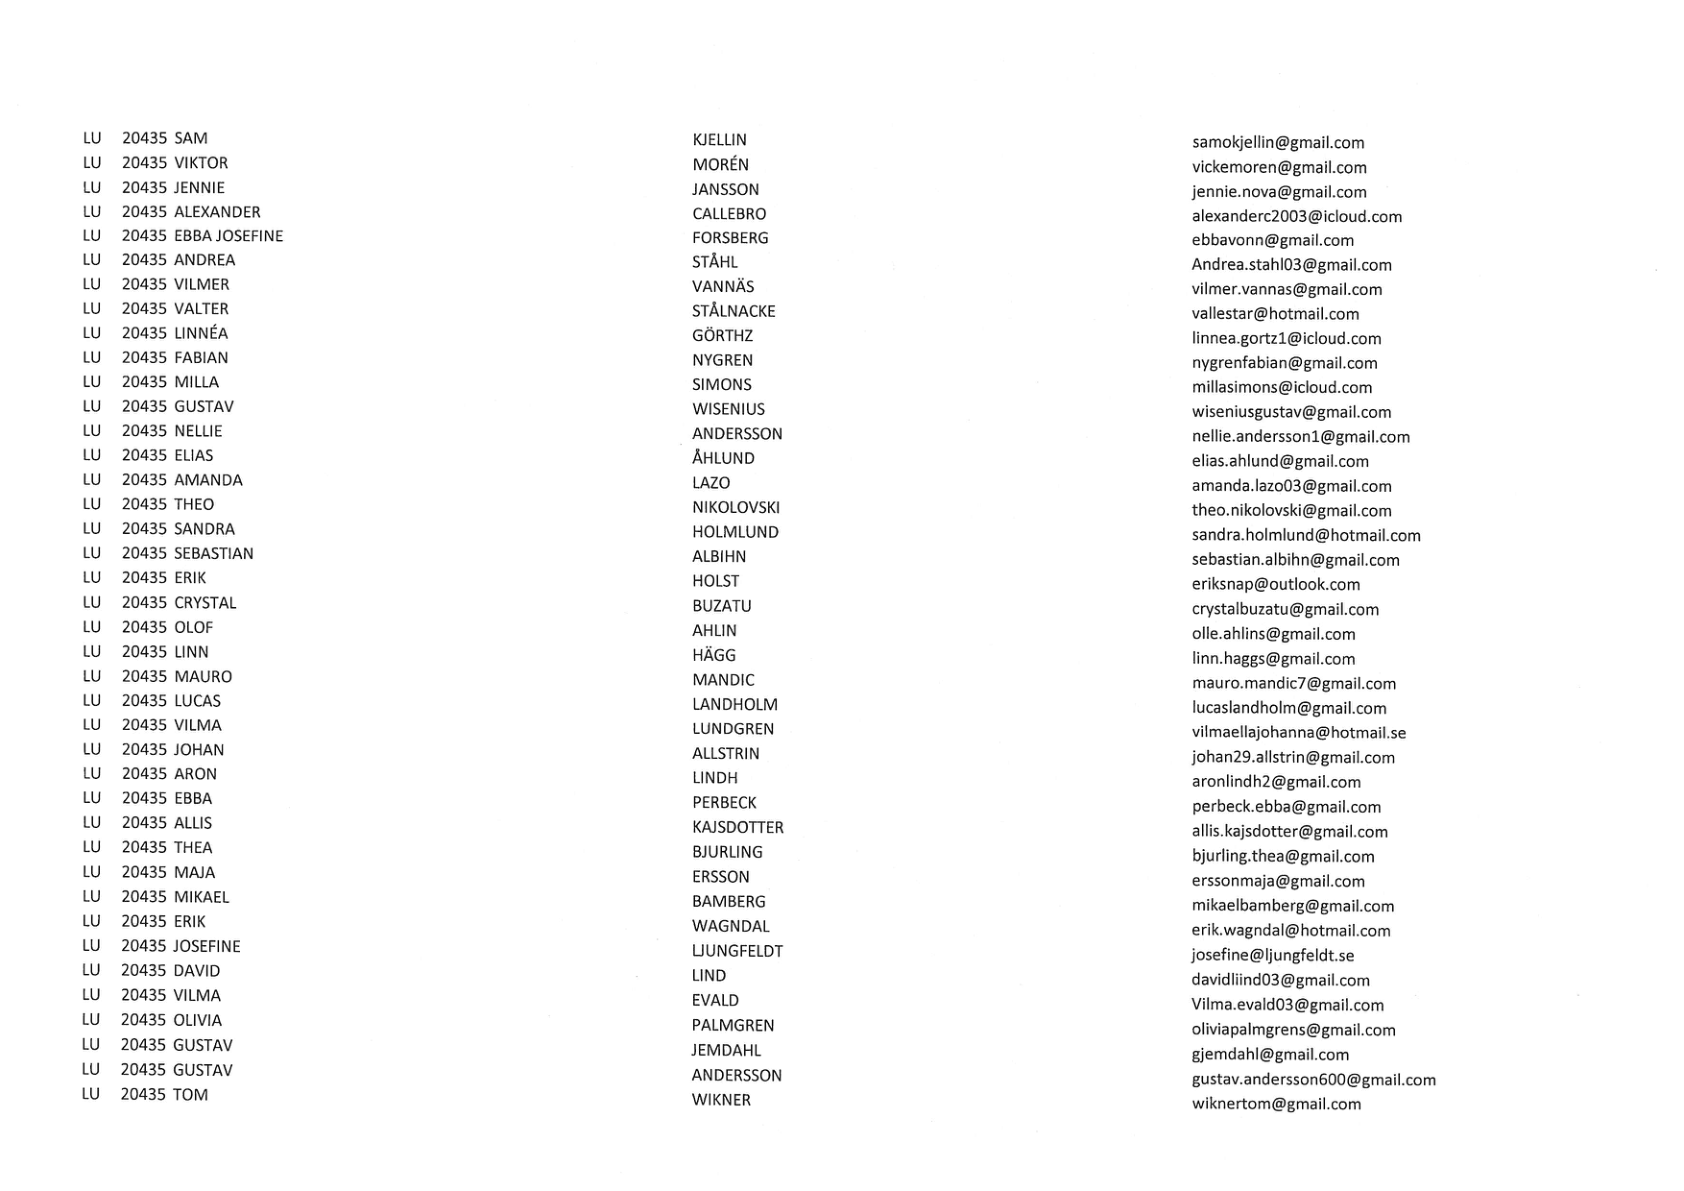 LU 20435 SAM KJELLIN samokjellin@gmail.com
LU 20435 VIKTOR MORÉN vickemoren@gmail.com
LU 20435 JENNIE JANSSON jennie.nova@gmail.com
LU 20435 ALEXANDER CALLEBRO alexanderc2003@icloud.com
LU 20435 EBBA JOSEFINE FORSBERG ebbavonn@gmail.com
LU 20435 ANDREA STÅHL Andrea.stahl03@gmail.com
LU 20435 VILMER VANNÄS vilmer.vannas@gmail.com
LU 20435 VALTER STÅLNACKE vallestar@hotmail.com
LU 20435 LINNÉA GÖRTHZ linnea.gortz1@icloud.com
LU 20435 FABIAN NYGREN nygrenfabian@gmail.com
LU 20435 MILLA SIMONS millasimons@icloud.com
LU 20435 GUSTAV WISENIUS wiseniusgustav@gmail.com
LU 20435 NELLIE ANDERSSON nellie.andersson1@gmail.com
LU 20435 ELIAS ÅHLUND elias.ahlund@gmail.com
LU 20435 AMANDA LAZO amanda.lazo03@gmail.com
LU 20435 THEO NIKOLOVSKI theo.nikolovski@gmail.com
LU 20435 SANDRA HOLMLUND sandra.holmlund@hotmail.com
LU 20435 SEBASTIAN ALBIHN sebastian.albihn@gmail.com
LU 20435 ERIK HOLST eriksnap@outlook.com
LU 20435 CRYSTAL BUZATU crystalbuzatu@gmail.com
LU 20435 OLOF AHLIN olle.ahlins@gmail.com
LU 20435 LINN HÄGG linn.haggs@gmail.com
LU 20435 MAURO MANDIC mauro.mandic7@gmail.com
LU 20435 LUCAS LANDHOLM lucaslandholm@gmail.com
LU 20435 VILMA LUNDGREN vilmaellajohanna@hotmail.se
LU 20435 JOHAN ALLSTRIN johan29.allstrin@gmail.com
LU 20435 ARON LINDH aronlindh2@gmail.com
LU 20435 EBBA PERBECK perbeck.ebba@gmail.com
LU 20435 ALLIS KAJSDOTTER allis.kajsdotter@gmail.com
LU 20435 THEA BJURLING bjurling.thea@gmail.com
LU 20435 MAJA ERSSON erssonmaja@gmail.com
LU 20435 MIKAEL BAMBERG mikaelbamberg@gmail.com
LU 20435 ERIK WAGNDAL erik.wagndal@hotmail.com
LU 20435 JOSEFINE LJUNGFELDT josefine@ljungfeldt.se
LU 20435 DAVID LIND davidliind03@gmail.com
LU 20435 VILMA EVALD Vilma.evald03@gmail.com
LU 20435 OLIVIA PALMGREN oliviapalmgrens@gmail.com
LU 20435 GUSTAV JEMDAHL gjemdahl@gmail.com
LU 20435 GUSTAV ANDERSSON gustav.andersson600@gmail.com
LU 20435 TOM WIKNER wiknertom@gmail.com